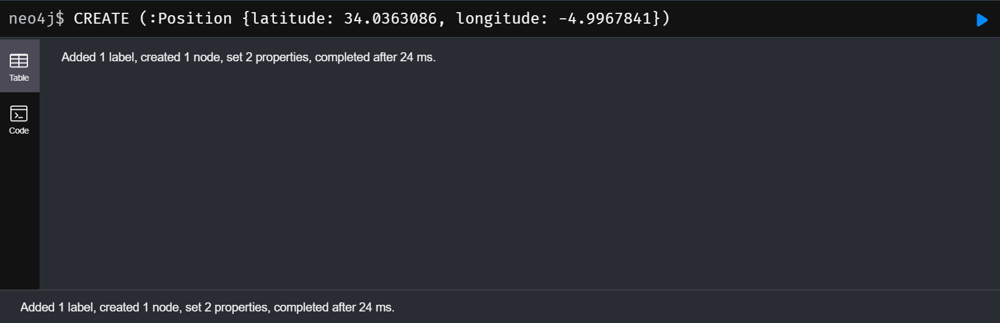 neo4j$ CREATE (:Position {latitude: 34.0363086, longitude: -4.9967841})
Added 1 label, created 1 node, set 2 properties, completed after 24 ms.
Table
Code
Added 1 label, created 1 node, set 2 properties, completed after 24 ms.